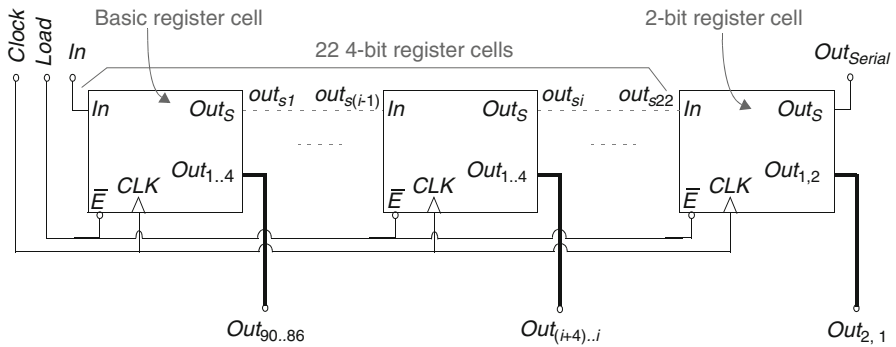 Clock
Load
In
Basic register cell
22 4-bit register cells
2-bit register cell
Out_Serial
In
Out_S
out_s1
out_s(i-1)
In
Out_S
out_si
out_s22
In
Out_S
Out_1..4
E̅ CLK
Out_1..4
E̅ CLK
Out_1,2
E̅ CLK
Out_90..86
Out_(i+4)..i
Out_2, 1